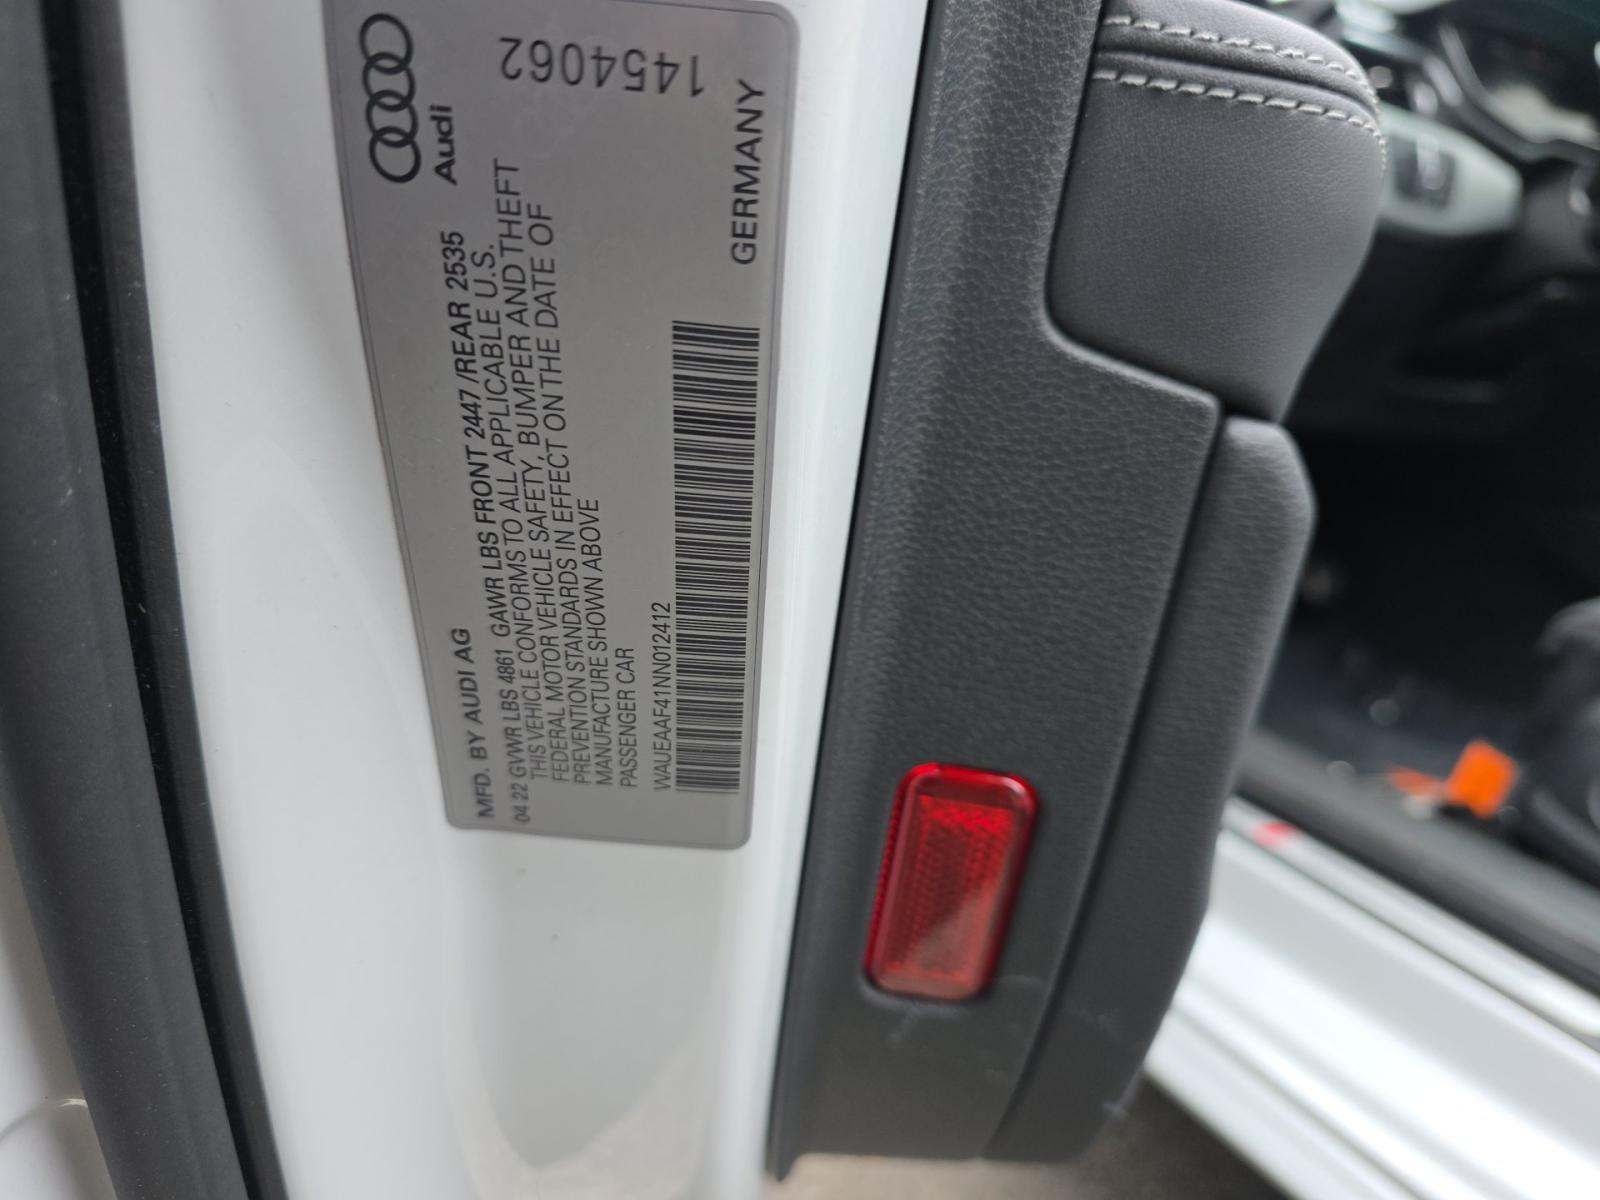 Audi
1454062
MFD. BY AUDI AG
04 22 GVWR LBS 4861 GAWR LBS FRONT 2447 /REAR 2535
THIS VEHICLE CONFORMS TO ALL APPLICABLE U.S.
FEDERAL MOTOR VEHICLE SAFETY, BUMPER AND THEFT
PREVENTION STANDARDS IN EFFECT ON THE DATE OF
MANUFACTURE SHOWN ABOVE
PASSENGER CAR
WAUEAAF41NN012412
GERMANY